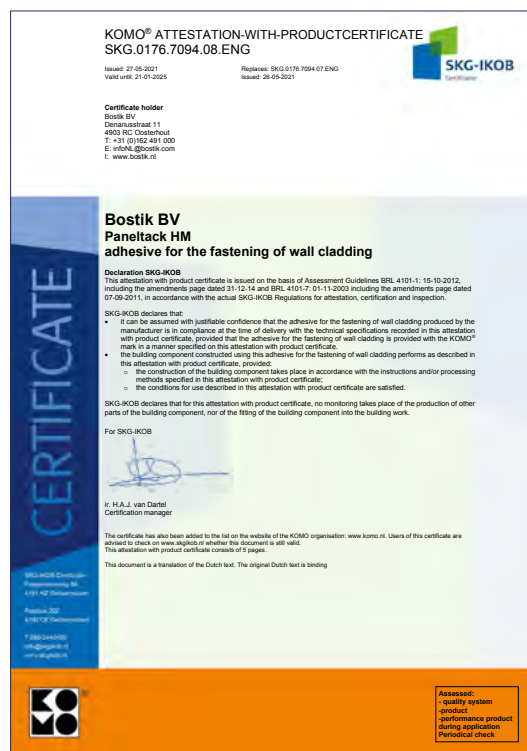 KOMO® ATTESTATION-WITH-PRODUCTCERTIFICATE
SKG.0176.7094.08.ENG
Issued: 27-05-2021
Valid until: 21-01-2025
Replaces: SKG.0176.7094.07.ENG
Issued: 26-05-2021
SKG-IKOB
Certificatie
Certificate holder
Bostik BV
Denariusstraat 11
4903 RC Oosterhout
T: +31 (0)162 491 000
E: infoNL@bostik.com
I: www.bostik.nl
Bostik BV
Paneltack HM
adhesive for the fastening of wall cladding
Declaration SKG-IKOB
This attestation with product certificate is issued on the basis of Assessment Guidelines BRL 4101-1: 15-10-2012,
including the amendments page dated 31-12-14 and BRL 4101-7: 01-11-2003 including the amendments page dated
07-09-2011, in accordance with the actual SKG-IKOB Regulations for attestation, certification and inspection.
SKG-IKOB declares that:
• it can be assumed with justifiable confidence that the adhesive for the fastening of wall cladding produced by the
manufacturer is in compliance at the time of delivery with the technical specifications recorded in this attestation
with product certificate, provided that the adhesive for the fastening of wall cladding is provided with the KOMO®
mark in a manner specified on this attestation with product certificate.
• the building component constructed using this adhesive for the fastening of wall cladding performs as described in
this attestation with product certificate, provided:
o the construction of the building component takes place in accordance with the instructions and/or processing
methods specified in this attestation with product certificate;
o the conditions for use described in this attestation with product certificate are satisfied.
SKG-IKOB declares that for this attestation with product certificate, no monitoring takes place of the production of other
parts of the building component, nor of the fitting of the building component into the building work.
For SKG-IKOB
ir. H.A.J. van Dartel
Certification manager
The certificate has also been added to the list on the website of the KOMO organisation: www.komo.nl. Users of this certificate are
advised to check on www.skgikob.nl whether this document is still valid.
This attestation with product certificate consists of 5 pages.
This document is a translation of the Dutch text. The original Dutch text is binding
CERTIFICATE
SKG-IKOB Certificatie
Postbus 202
info@skgikob.nl
www.skgikob.nl
KOMO®
Assessed:
- quality system
-product
-performance product
during application
Periodical check